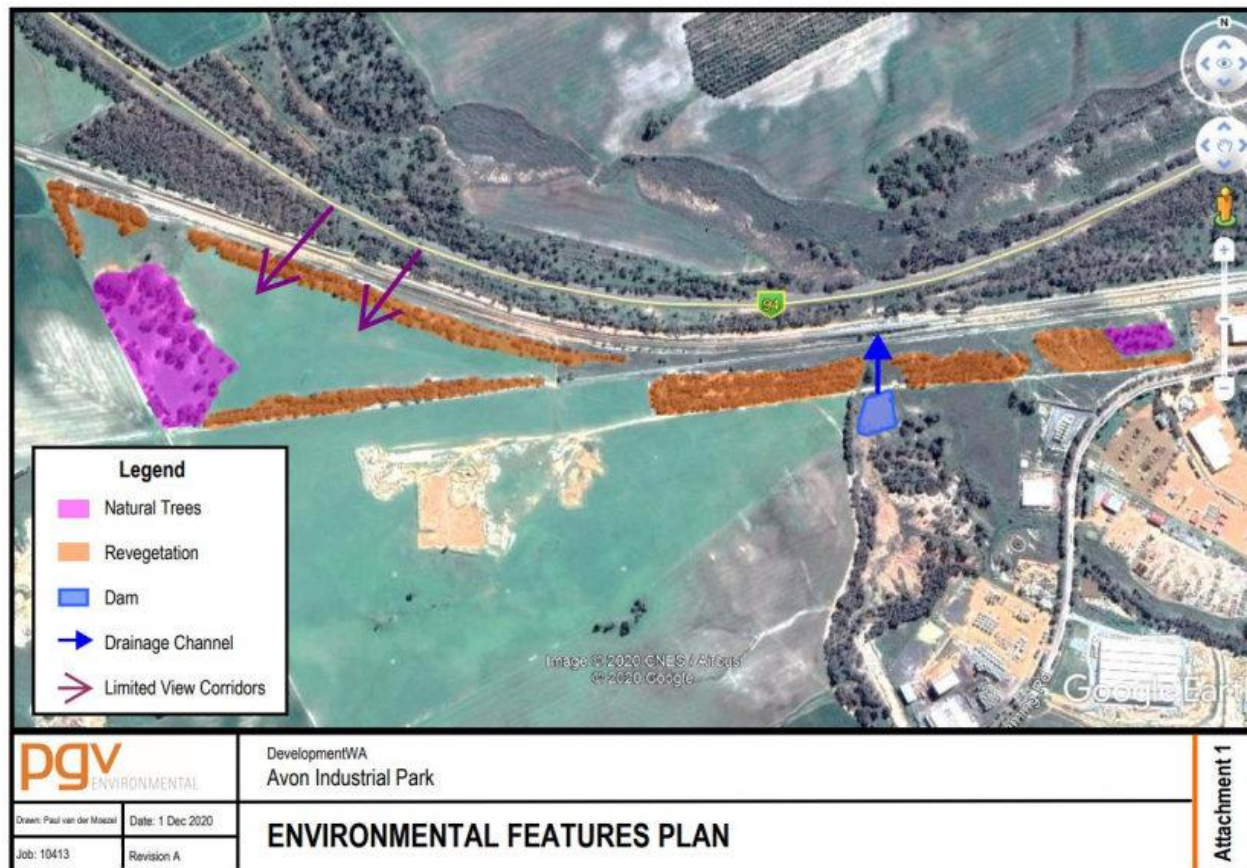 N
94
Legend
Natural Trees
Revegetation
Dam
Drainage Channel
Limited View Corridors
Image © 2020 CNES / Airbus
© 2020 Google
Google Earth
pgv
ENVIRONMENTAL
DevelopmentWA
Avon Industrial Park
Drawn: Paul van der Moezel
Date: 1 Dec 2020
Job: 10413
Revision A
ENVIRONMENTAL FEATURES PLAN
Attachment 1